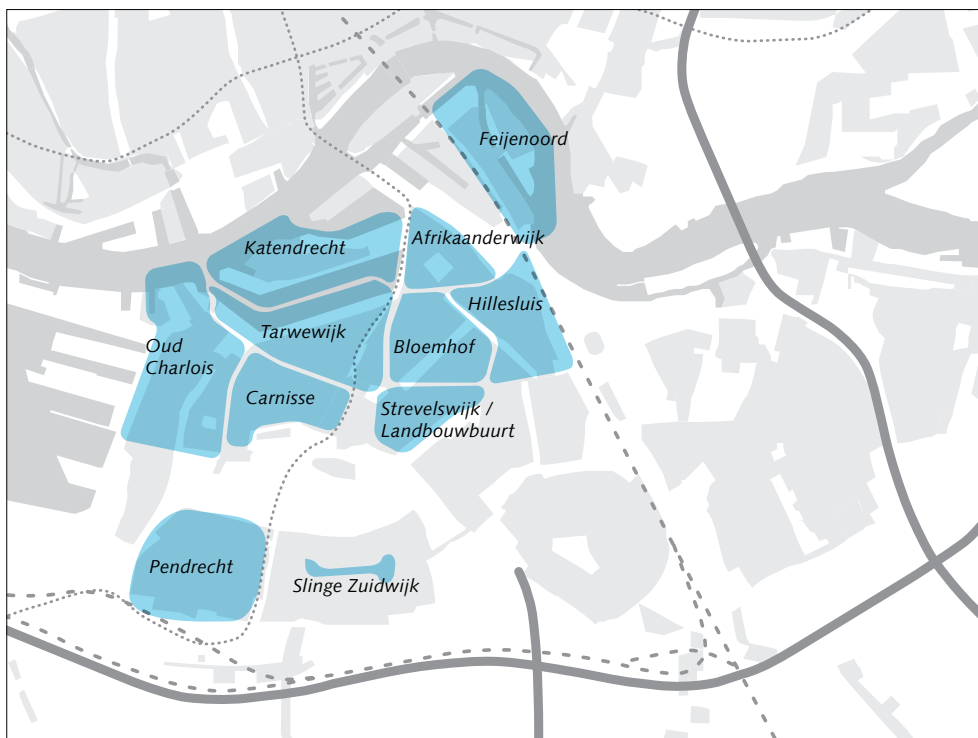 Feijenoord
Afrikaanderwijk
Katendrecht
Hillesluis
Tarwewijk
Bloemhof
Oud
Charlois
Carnisse
Strevelswijk /
Landbouwbuurt
Pendrecht
Slinge Zuidwijk